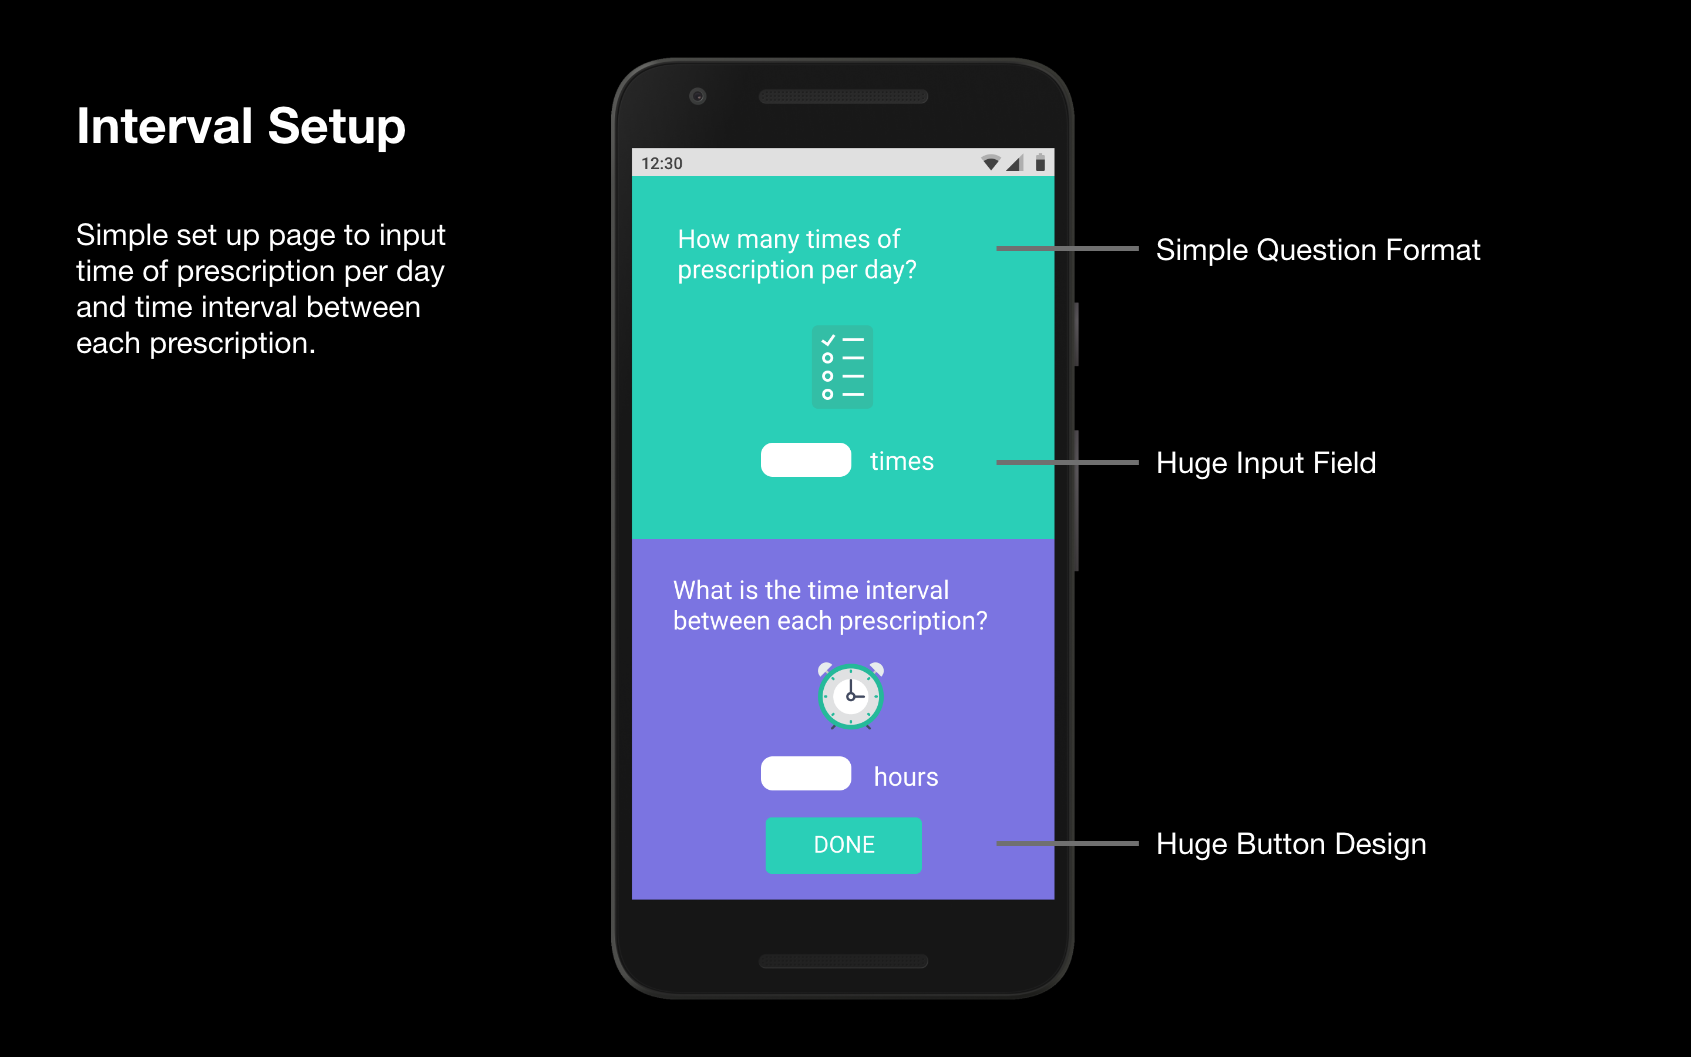 Interval Setup
Simple set up page to input
time of prescription per day
and time interval between
each prescription.
12:30
How many times of
prescription per day?
times
What is the time interval
between each prescription?
hours
DONE
Simple Question Format
Huge Input Field
Huge Button Design